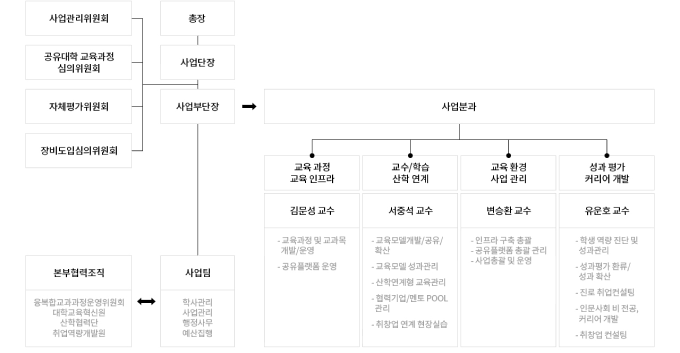 사업관리위원회
공유대학 교육과정
심의위원회
자체평가위원회
장비도입심의위원회
총장
사업단장
사업부단장
사업분과
교육 과정
교육 인프라
김문성 교수
- 교육과정 및 교과목
개발/운영
- 공유플랫폼 운영
교수/학습
산학 연계
서중석 교수
- 교육모델개발/공유/
확산
- 교육모델 성과관리
- 산학연계형 교육관리
- 협력기업/멘토 POOL
관리
- 취창업 연계 현장실습
교육 환경
사업 관리
변승환 교수
- 인프라 구축 총괄
- 공유플랫폼 총괄 관리
- 사업총괄 및 운영
성과 평가
커리어 개발
유운호 교수
- 학생 역량 진단 및
성과관리
- 성과평가 환류/
성과 확산
- 진로 취업컨설팅
- 인문사회 비 전공,
커리어 개발
- 취창업 컨설팅
본부협력조직
융복합교과과정운영위원회
대학교육혁신원
산학협력단
취업역량개발원
사업팀
학사관리
사업관리
행정사무
예산집행